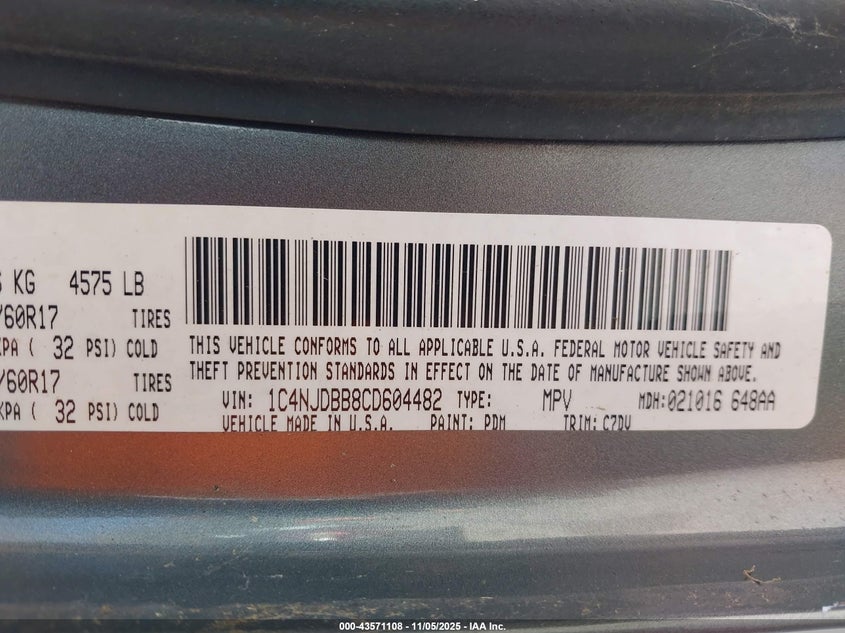 KG 4575 LB
/60R17 TIRES
KPA ( 32 PSI) COLD
/60R17 TIRES
KPA ( 32 PSI) COLD
THIS VEHICLE CONFORMS TO ALL APPLICABLE U.S.A. FEDERAL MOTOR VEHICLE SAFETY AND
THEFT PREVENTION STANDARDS IN EFFECT ON THE DATE OF MANUFACTURE SHOWN ABOVE.
VIN: 1C4NJDBB8CD604482 TYPE: MPV MDH:021016 648AA
VEHICLE MADE IN U.S.A. PAINT: PDM TRIM: C7DV
000-43571108 - 11/05/2025 - IAA Inc.